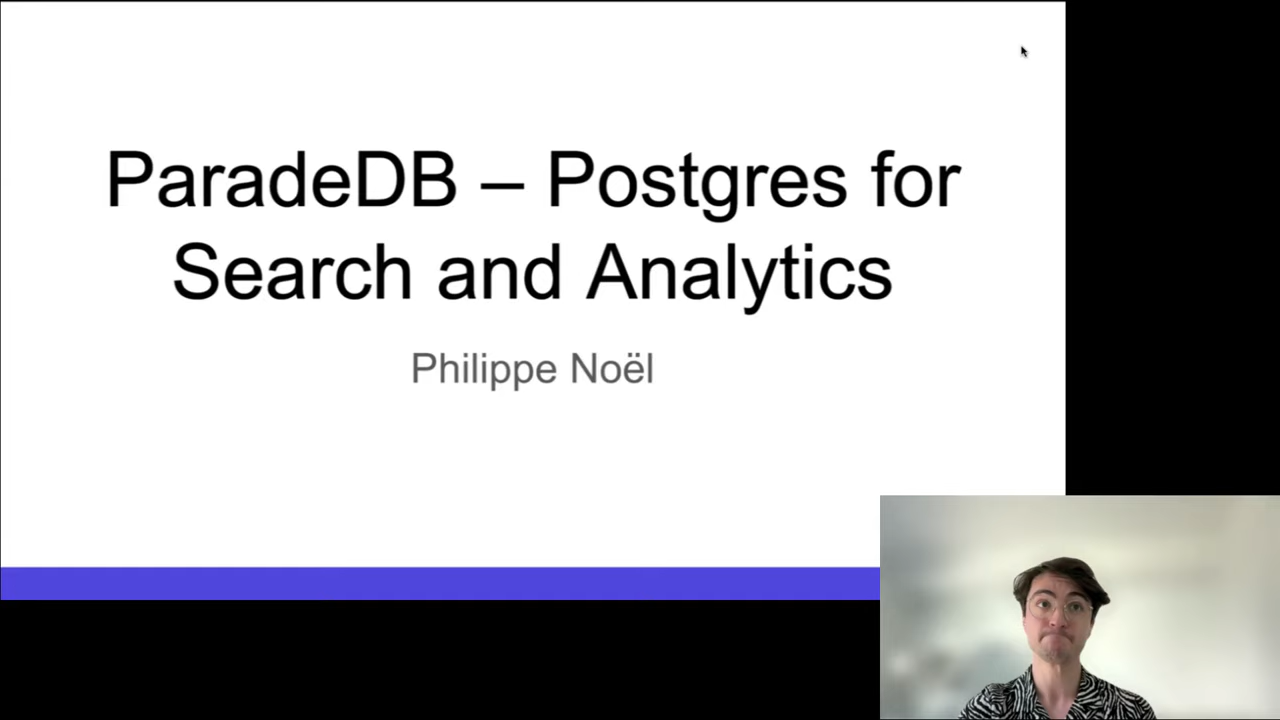 ParadeDB – Postgres for
Search and Analytics
Philippe Noël